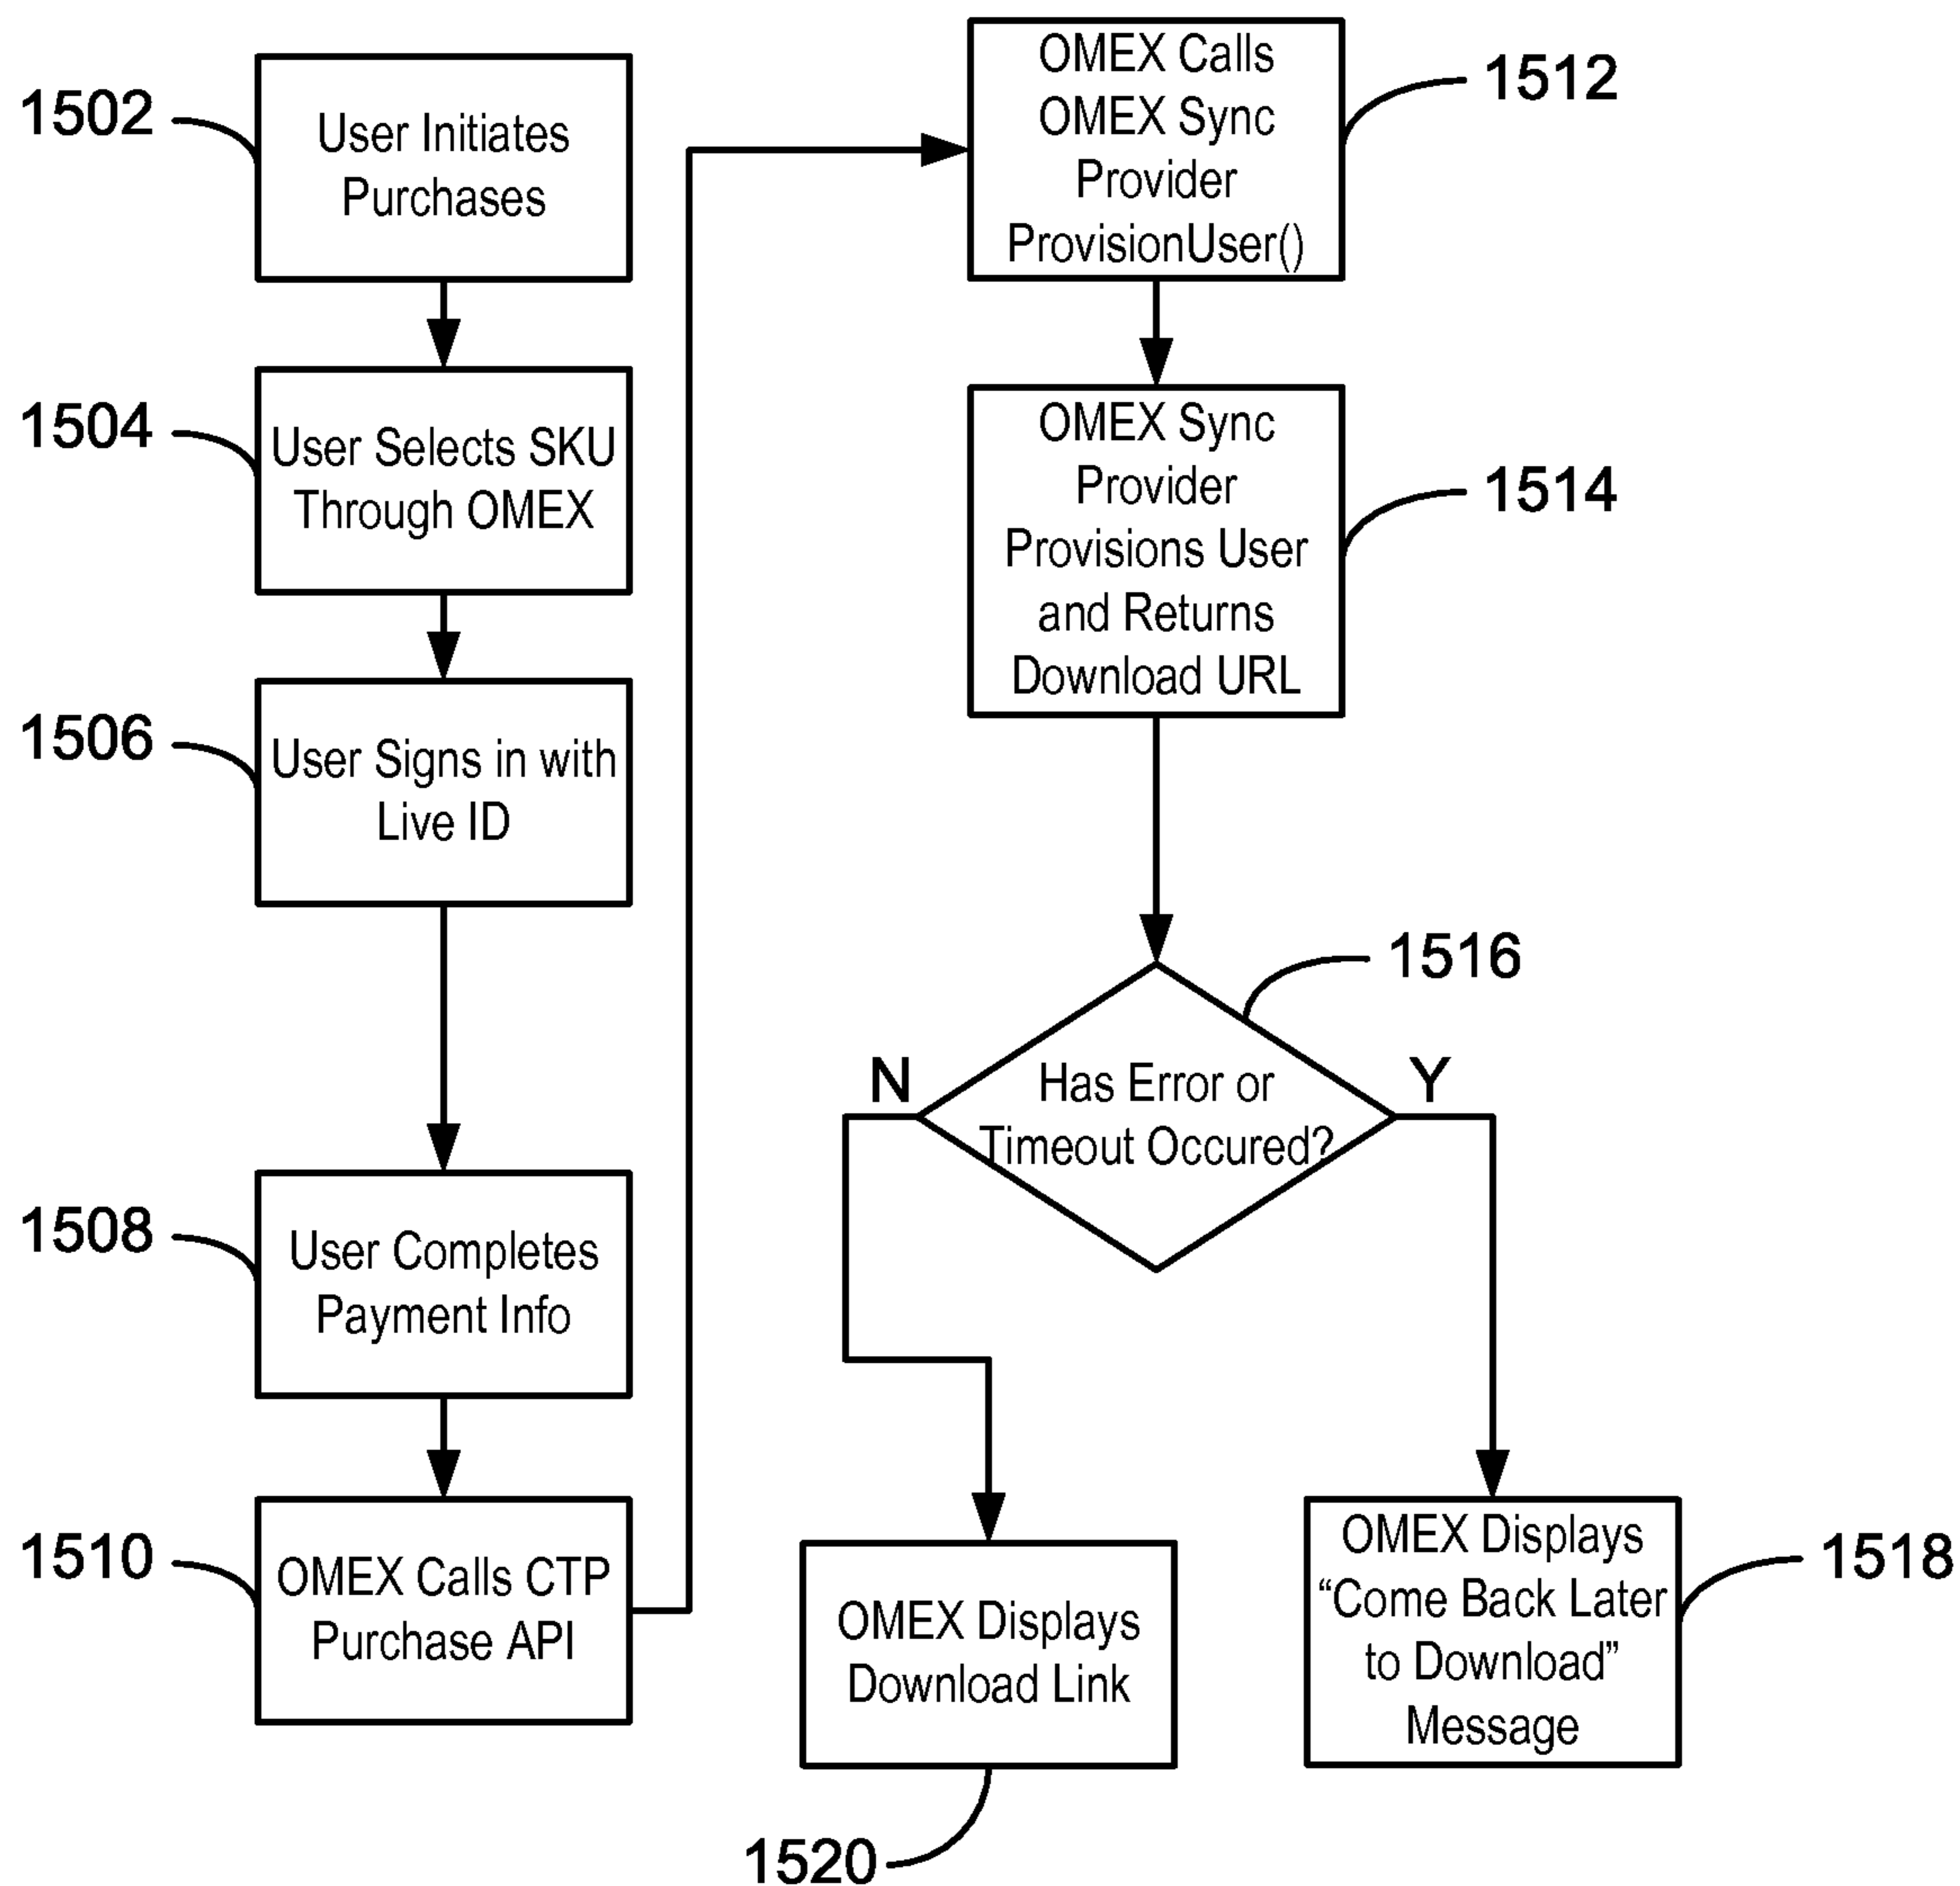 1502
User Initiates
Purchases
1504
User Selects SKU
Through OMEX
1506
User Signs in with
Live ID
1508
User Completes
Payment Info
1510
OMEX Calls CTP
Purchase API
OMEX Calls
OMEX Sync
Provider
ProvisionUser()
1512
OMEX Sync
Provider
Provisions User
and Returns
Download URL
1514
1516
N
Has Error or
Timeout Occured?
Y
OMEX Displays
Download Link
1520
OMEX Displays
“Come Back Later
to Download”
Message
1518